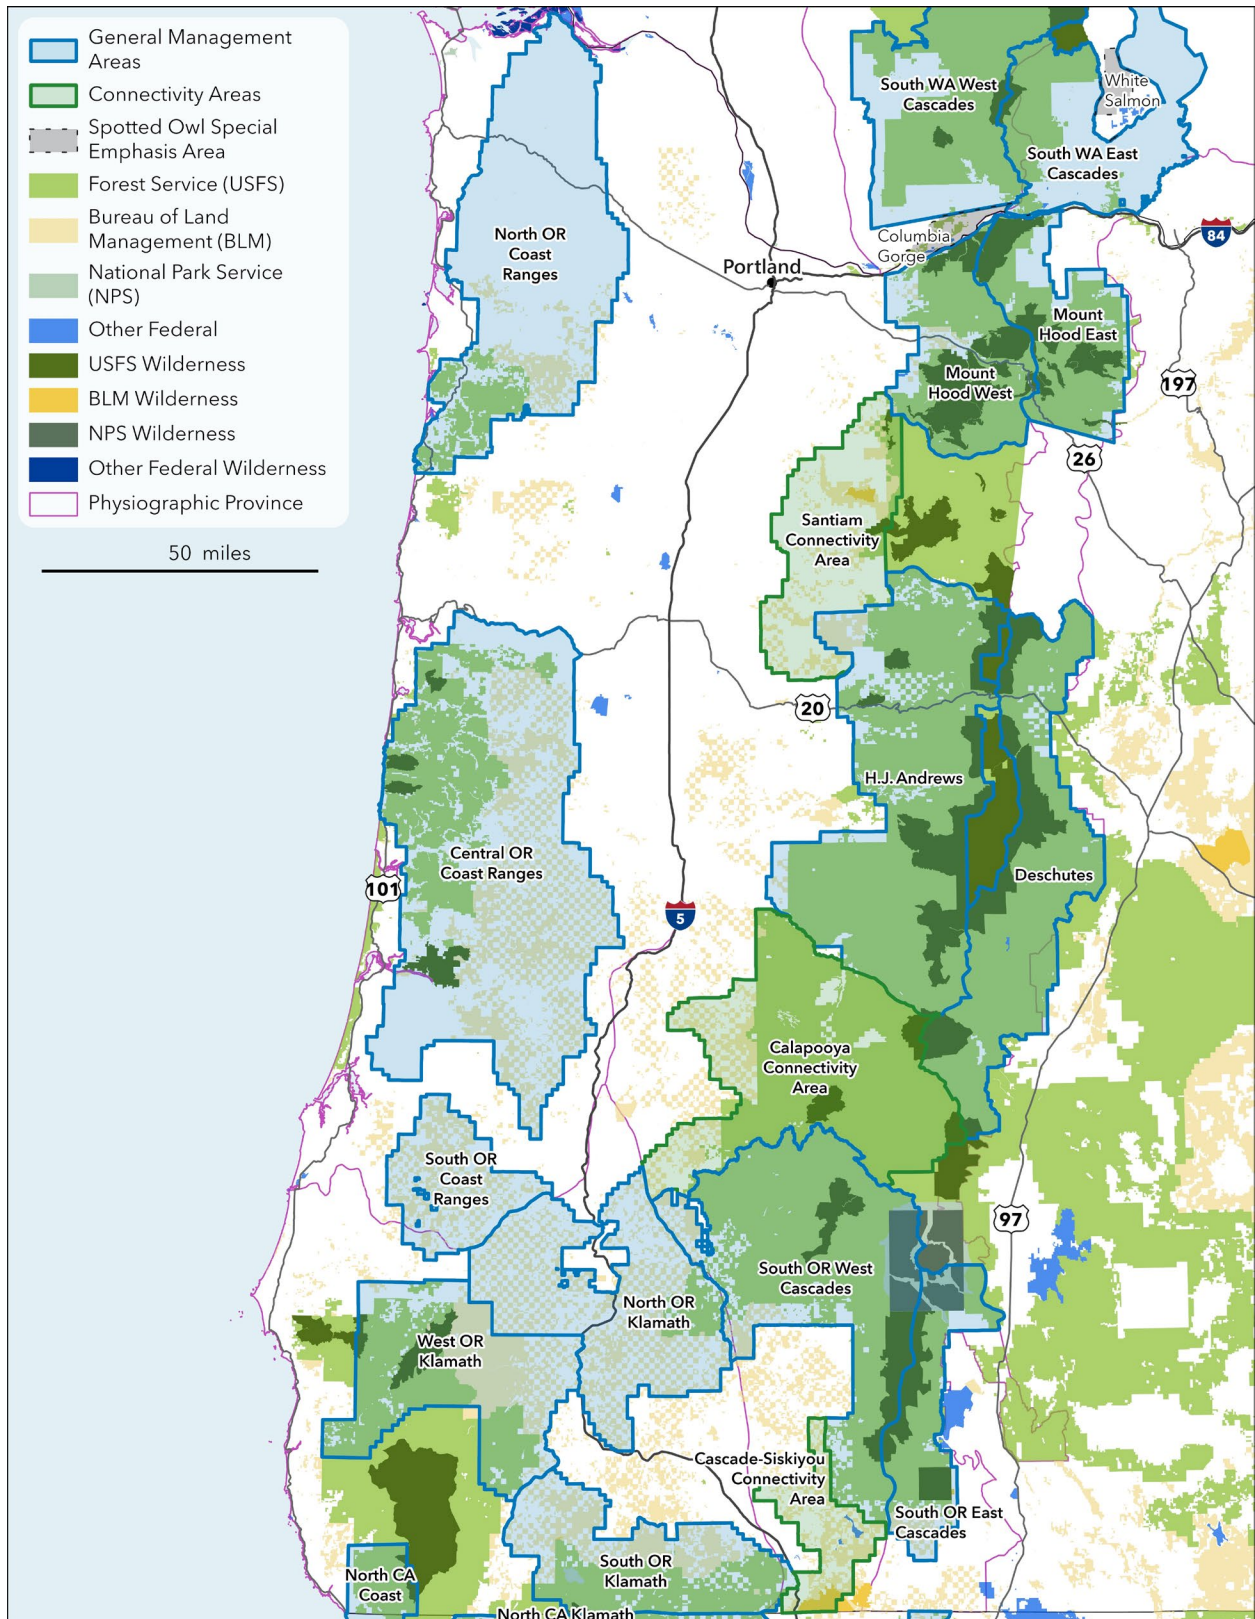 General Management
Areas
Connectivity Areas
Spotted Owl Special
Emphasis Area
Forest Service (USFS)
Bureau of Land
Management (BLM)
National Park Service
(NPS)
Other Federal
USFS Wilderness
BLM Wilderness
NPS Wilderness
Other Federal Wilderness
Physiographic Province
50 miles
South WA West
Cascades
White
Salmon
South WA East
Cascades
Columbia
Gorge
84
North OR
Coast
Ranges
Portland
Mount
Hood East
Mount
Hood West
197
26
Santiam
Connectivity
Area
20
H.J. Andrews
Central OR
Coast Ranges
101
Deschutes
5
Calapooya
Connectivity
Area
South OR
Coast
Ranges
97
South OR West
Cascades
North OR
Klamath
West OR
Klamath
Cascade-Siskiyou
Connectivity
Area
South OR East
Cascades
South OR
Klamath
North CA
Coast
North CA Klamath